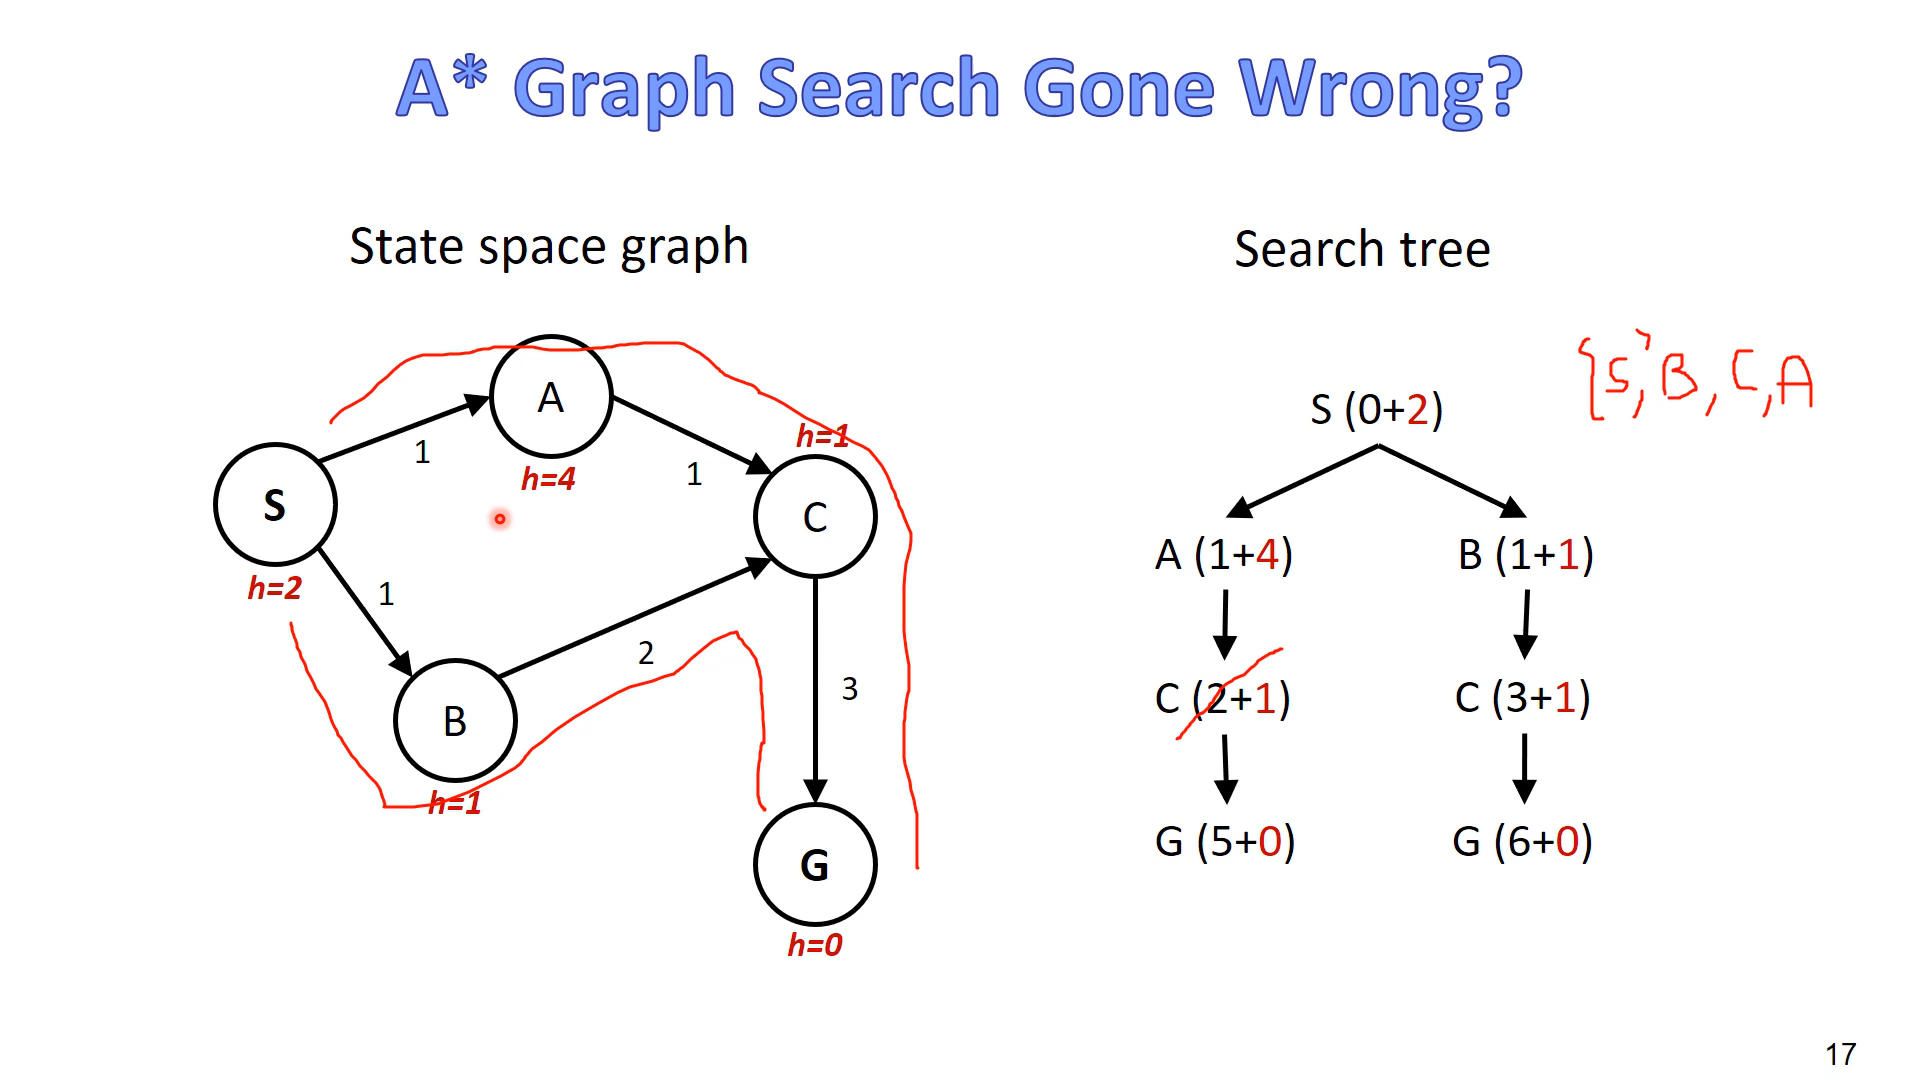 A* Graph Search Gone Wrong?
State space graph
Search tree
{S, B, C, A
S (0+2)
A
h=4
1
1
h=1
C
S
h=2
1
2
B
h=1
3
G
h=0
A (1+4)
B (1+1)
C (2+1)
C (3+1)
G (5+0)
G (6+0)
17